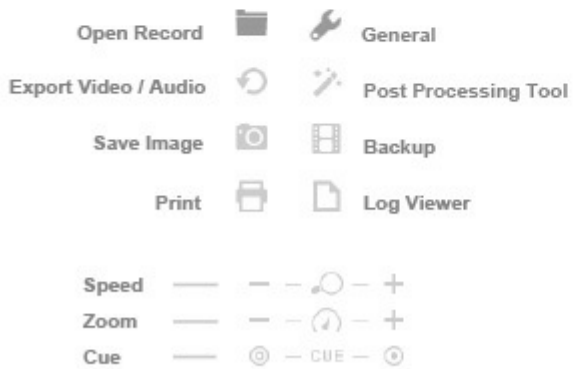 Open Record General
Export Video / Audio Post Processing Tool
Save Image Backup
Print Log Viewer
Speed
Zoom
Cue CUE